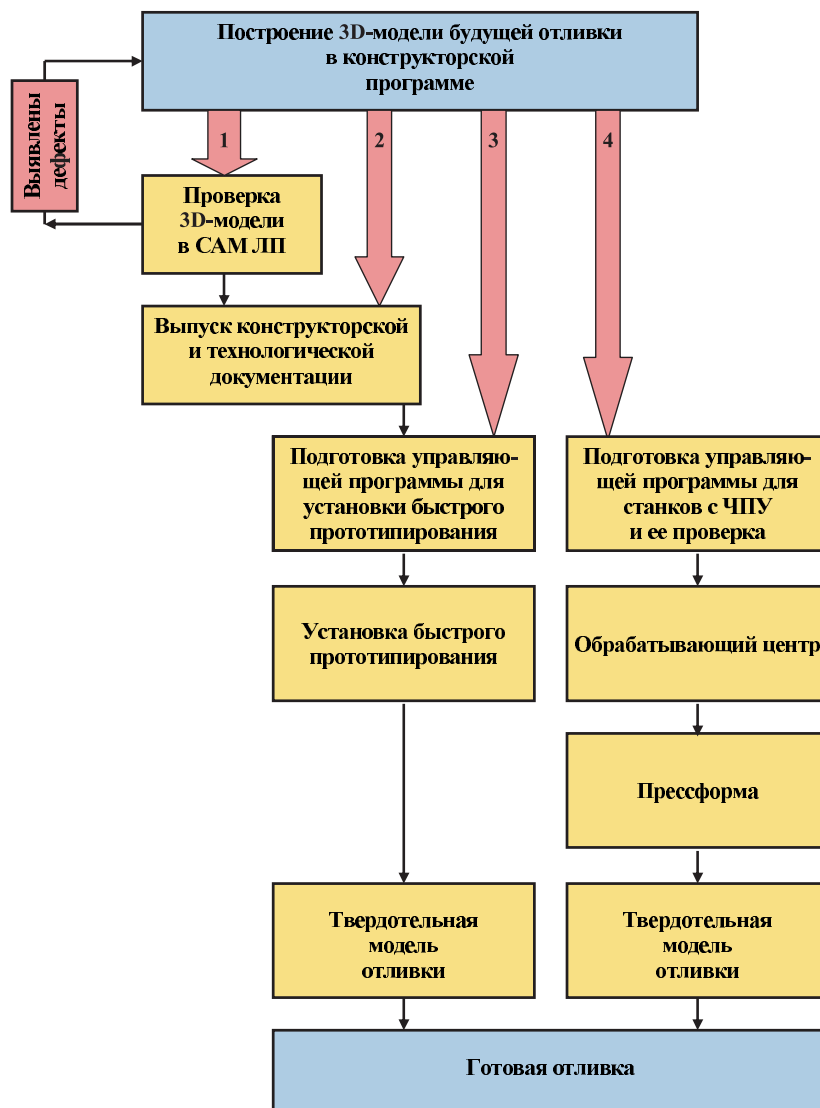 Построение 3D-модели будущей отливки
в конструкторской
программе
Выявлены
дефекты
1
2
3
4
Проверка
3D-модели
в САМ ЛП
Выпуск конструкторской
и технологической
документации
Подготовка управляю-
щей программы для
установки быстрого
прототипирования
Подготовка управляю-
щей программы для
станков с ЧПУ
и ее проверка
Установка быстрого
прототипирования
Обрабатывающий центр
Прессформа
Твердотельная
модель
отливки
Твердотельная
модель
отливки
Готовая отливка